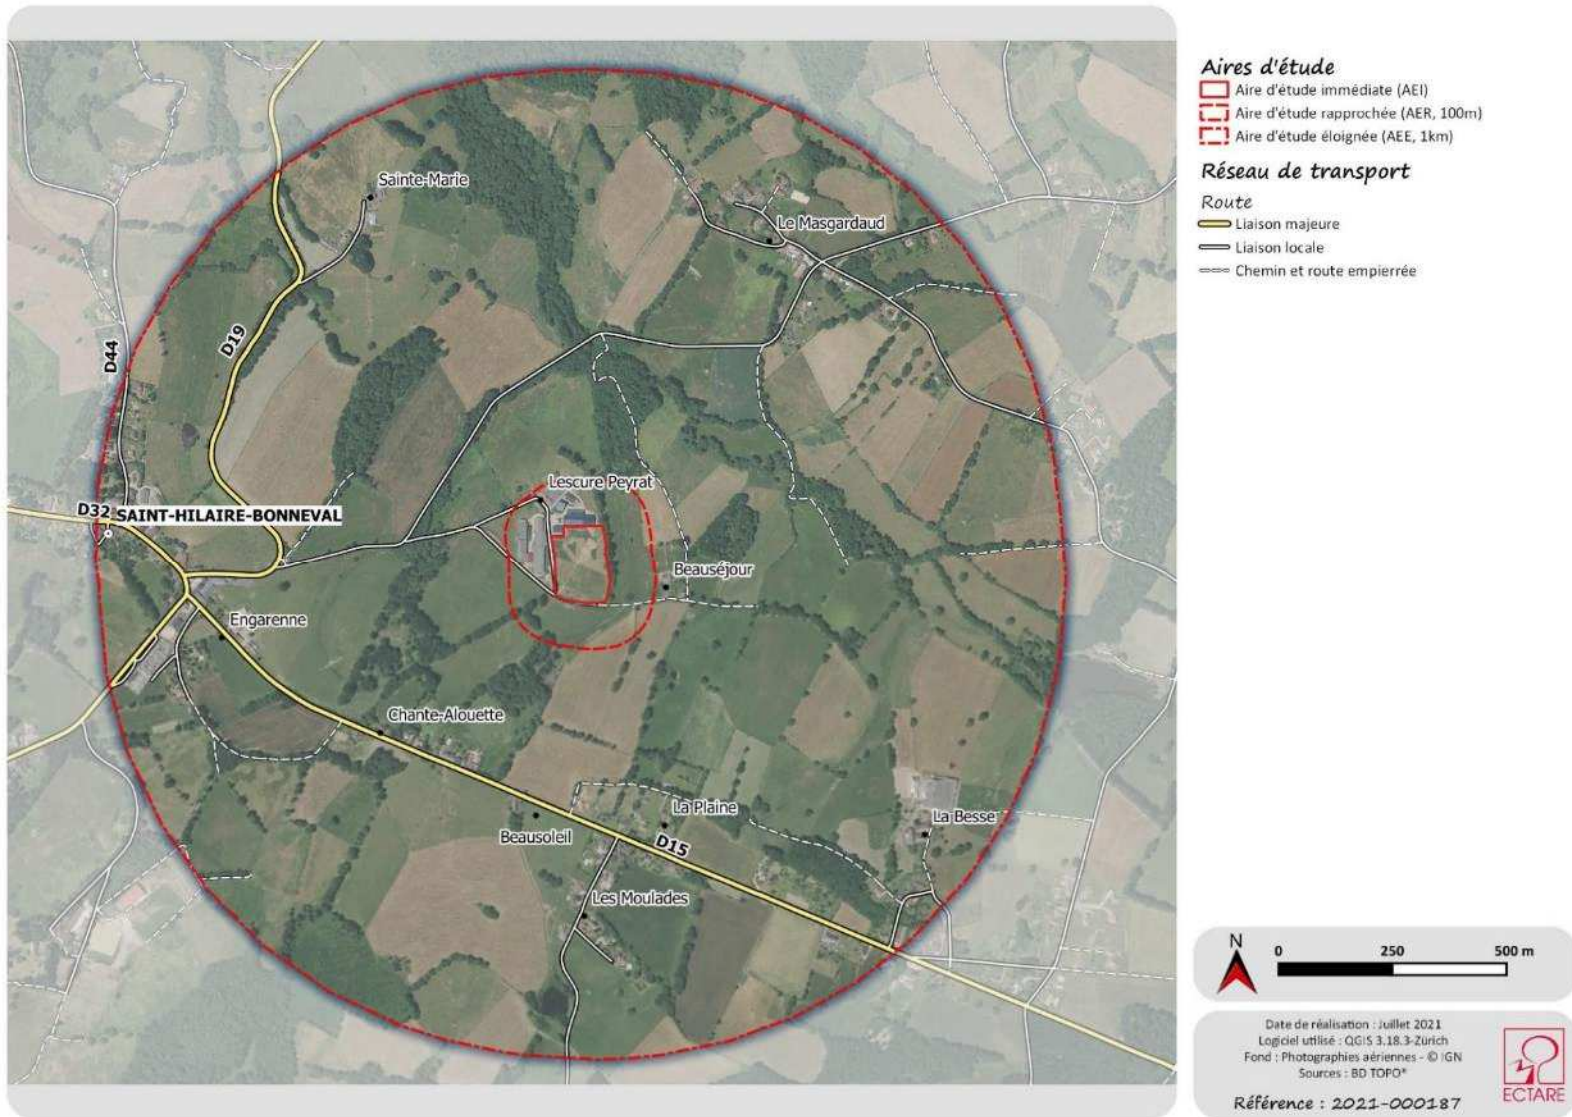 Sainte-Marie
Le Masgardaud
D19
D44
Lescure Peyrat
D32
SAINT-HILAIRE-BONNEVAL
Beauséjour
Engarenne
Chante-Alouette
La Plaine
La Besse
Beausoleil
D15
Les Moulades
Aires d'étude
Aire d'étude immédiate (AEI)
Aire d'étude rapprochée (AER, 100m)
Aire d'étude éloignée (AEE, 1km)
Réseau de transport
Route
Liaison majeure
Liaison locale
Chemin et route empierrée
N
0 250 500 m
Date de réalisation : Juillet 2021
Logiciel utilisé : QGIS 3.18.3-Zürich
Fond : Photographies aériennes - © IGN
Sources : BD TOPO®
Référence : 2021-000187
ECTARE